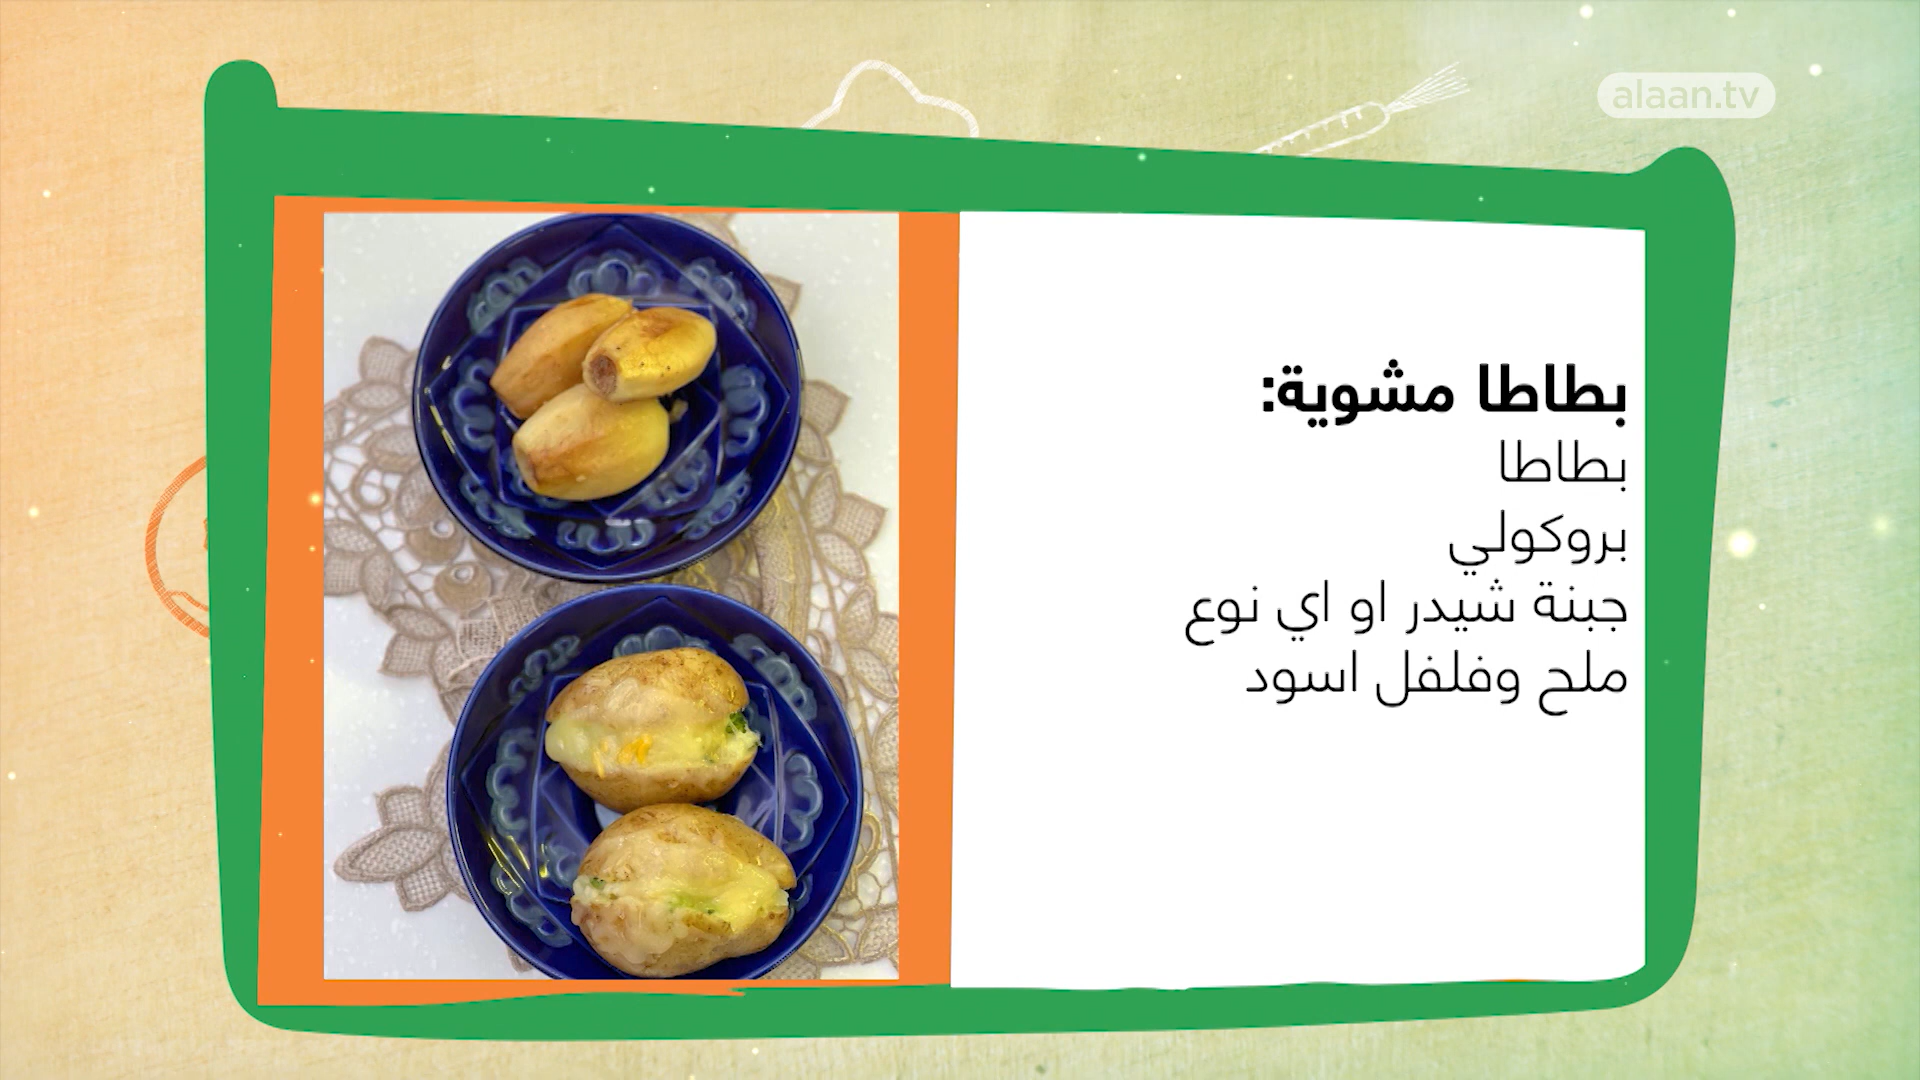 alaan.tv
بطاطا مشوية:
بطاطا
بروكولي
جبنة شيدر او اي نوع
ملح وفلفل اسود